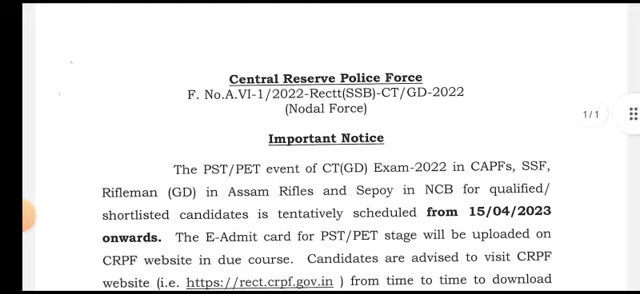 Central Reserve Police Force
F. No.A.VI-1/2022-Rectt(SSB)-CT/GD-2022
(Nodal Force)
1/1
Important Notice
The PST/PET event of CT(GD) Exam-2022 in CAPFs, SSF,
Rifleman (GD) in Assam Rifles and Sepoy in NCB for qualified/
shortlisted candidates is tentatively scheduled from 15/04/2023
onwards. The E-Admit card for PST/PET stage will be uploaded on
CRPF website in due course. Candidates are advised to visit CRPF
website (i.e. https://rect.crpf.gov.in ) from time to time to download